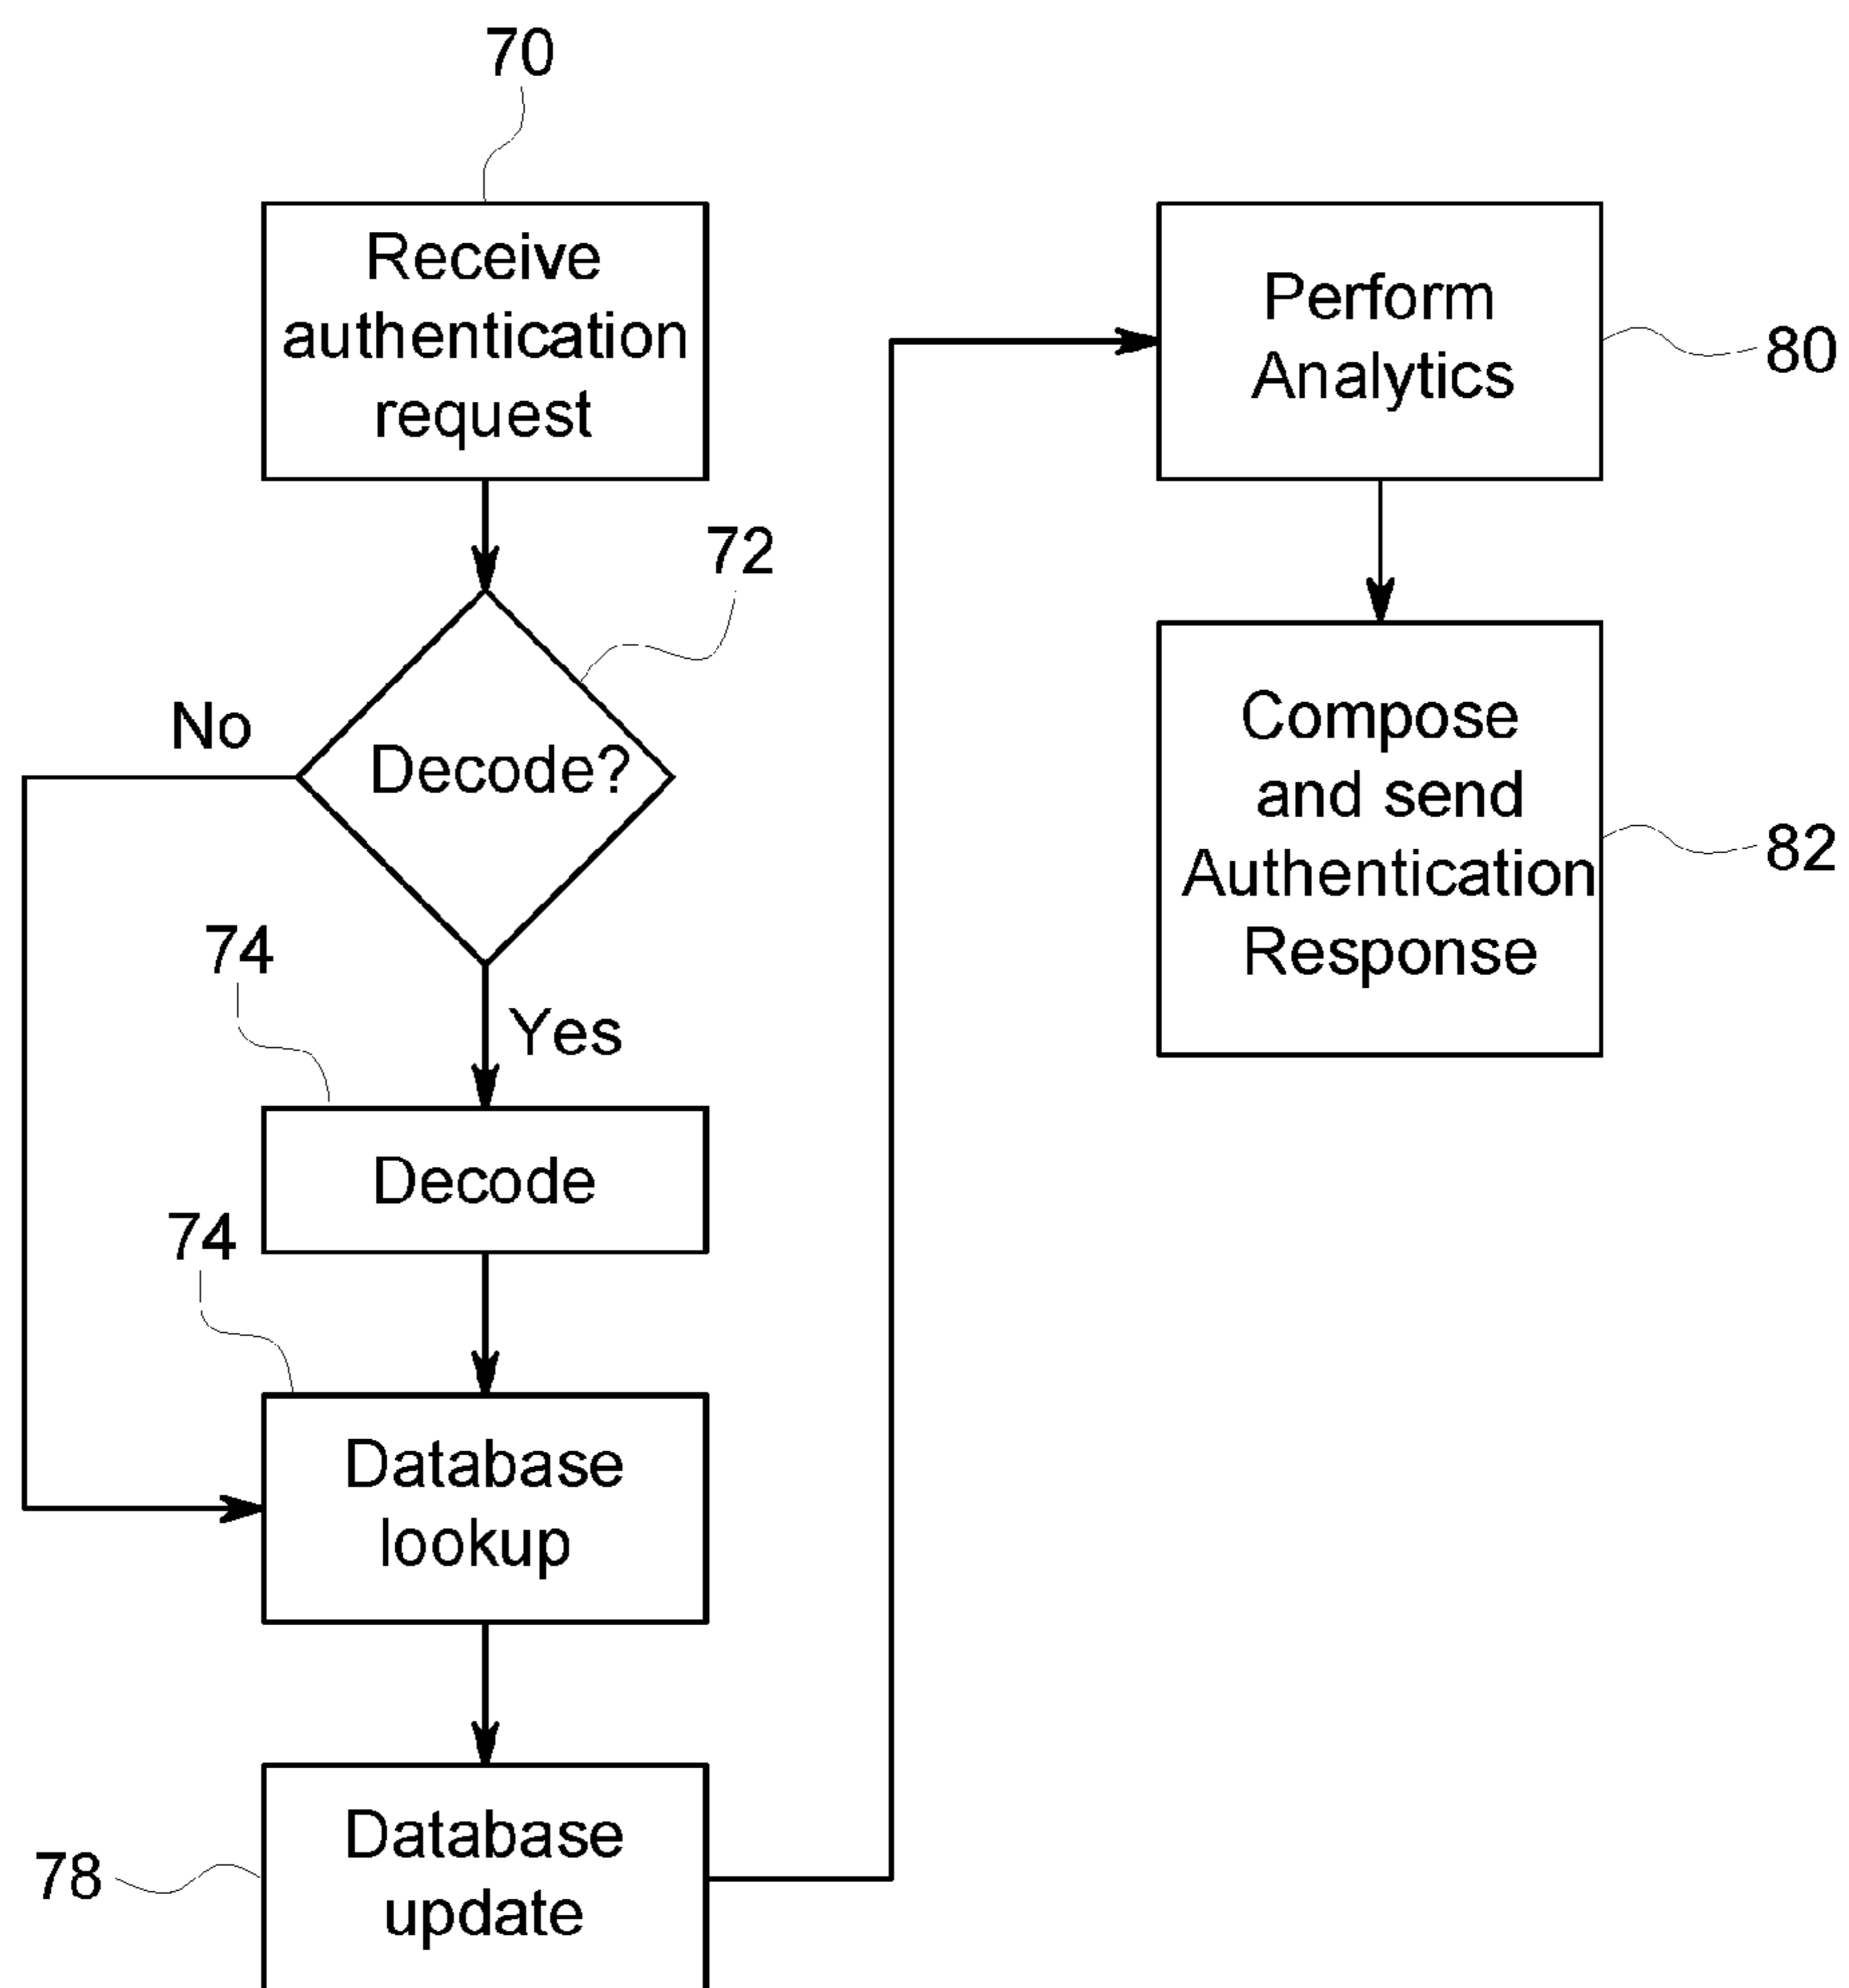 70
Receive
authentication
request
72
Decode?
No
Yes
74
Decode
74
Database
lookup
78
Database
update
Perform
Analytics
80
Compose
and send
Authentication
Response
82